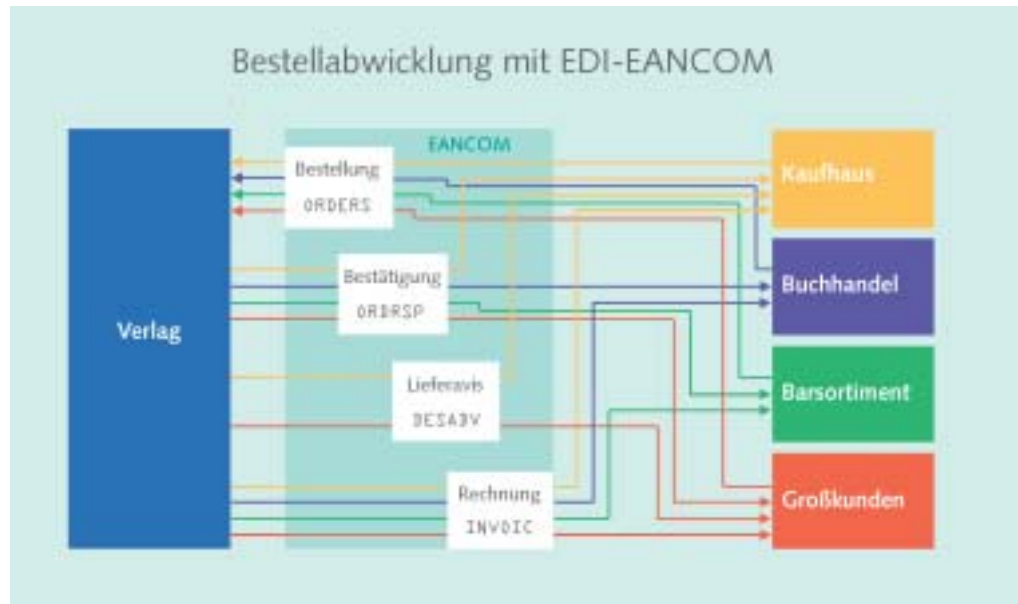 Bestellabwicklung mit EDI-EANCOM
EANCOM
Verlag
Bestellung
ORDERS
Bestätigung
ORDRSP
Lieferavis
DESADV
Rechnung
INVOIC
Kaufhaus
Buchhandel
Barsortiment
Großkunden